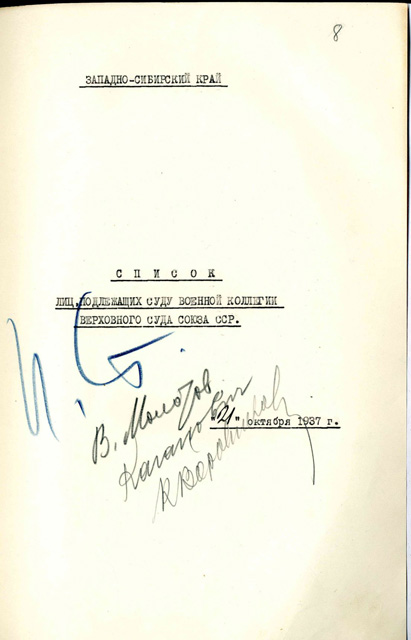 8
ЗАПАДНО-СИБИРСКИЙ КРАЙ
С П И С О К
ЛИЦ, ПОДЛЕЖАЩИХ СУДУ ВОЕННОЙ КОЛЛЕГИИ
ВЕРХОВНОГО СУДА СОЮЗА ССР.
И. Ст.
В. Молотов
Каганович
К Ворошилов
"21" октября 1937 г.